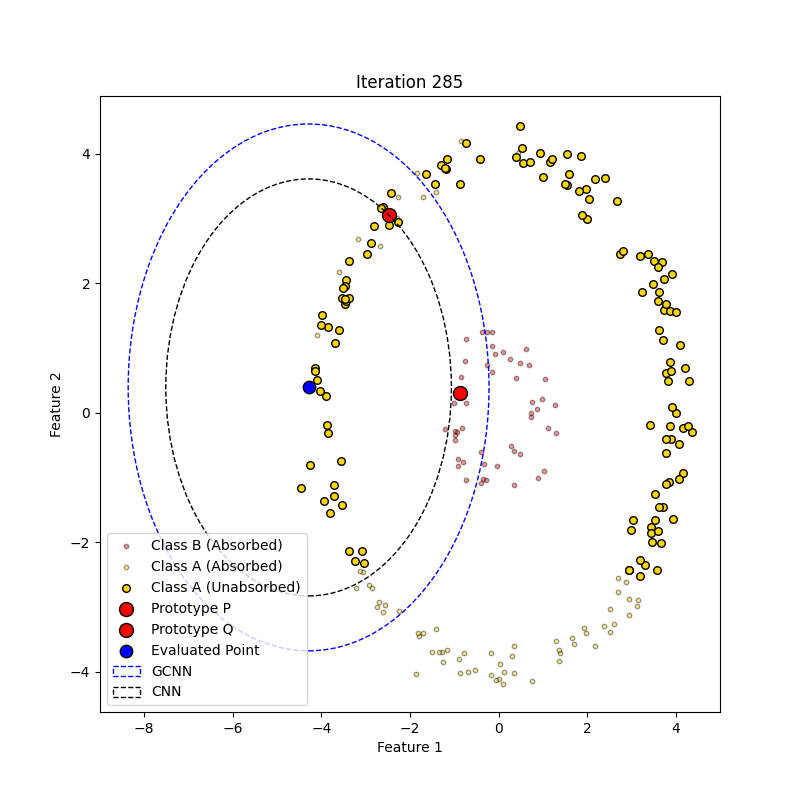 Iteration 285
Feature 2
4
2
0
−2
−4
Class B (Absorbed)
Class A (Absorbed)
Class A (Unabsorbed)
Prototype P
Prototype Q
Evaluated Point
GCNN
CNN
−8 −6 −4 −2 0 2 4
Feature 1